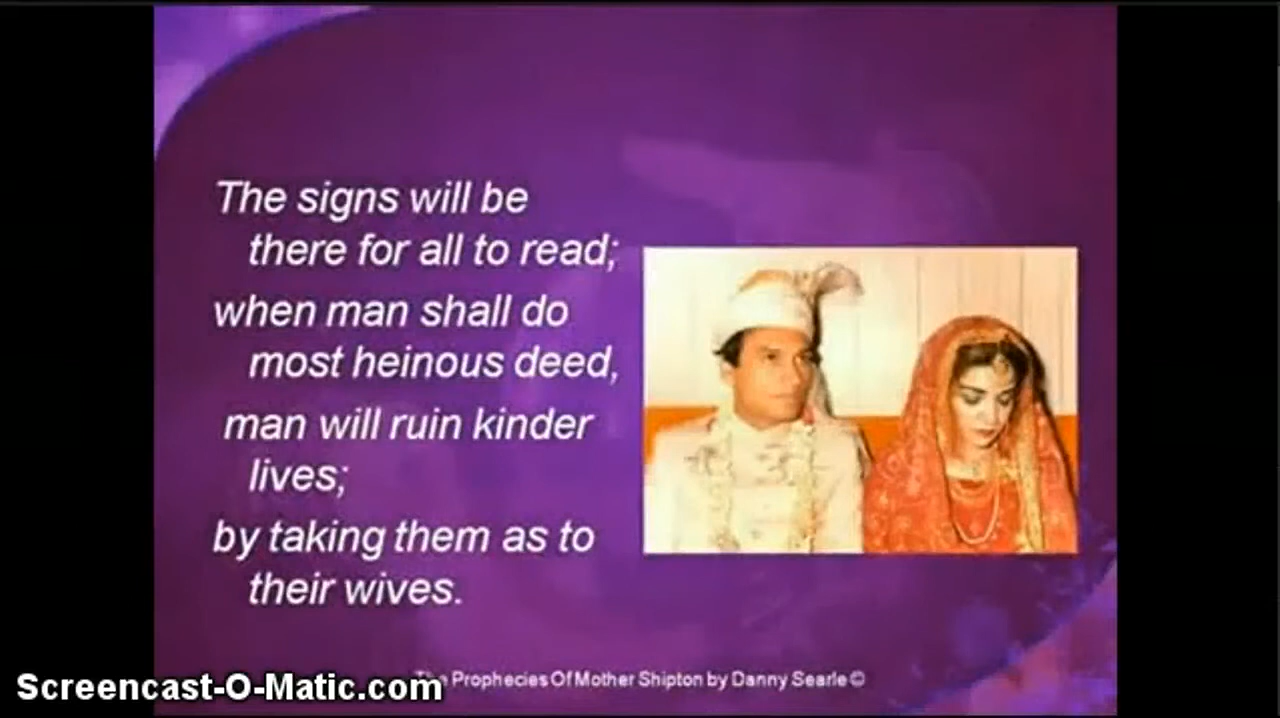 The signs will be
there for all to read;
when man shall do
most heinous deed,
man will ruin kinder
lives;
by taking them as to
their wives.
Prophecies Of Mother Shipton by Danny Searle ©
Screencast-O-Matic.com